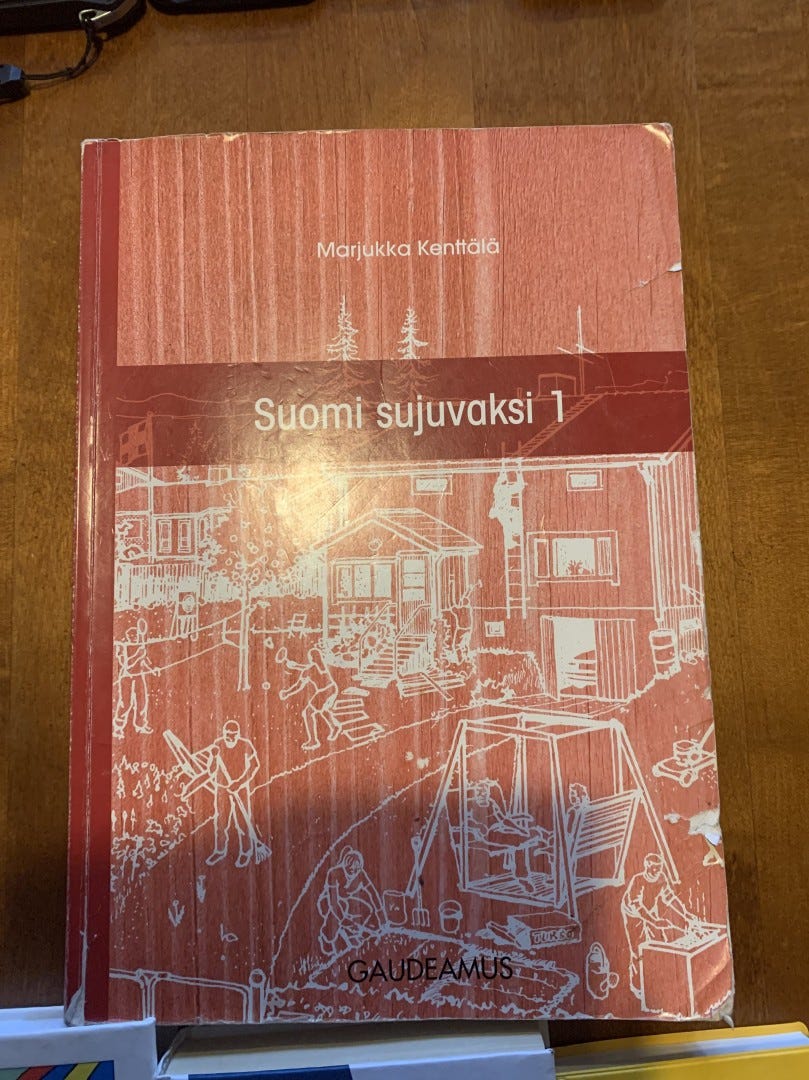 Marjukka Kenttälä
Suomi sujuvaksi 1
GAUDEAMUS